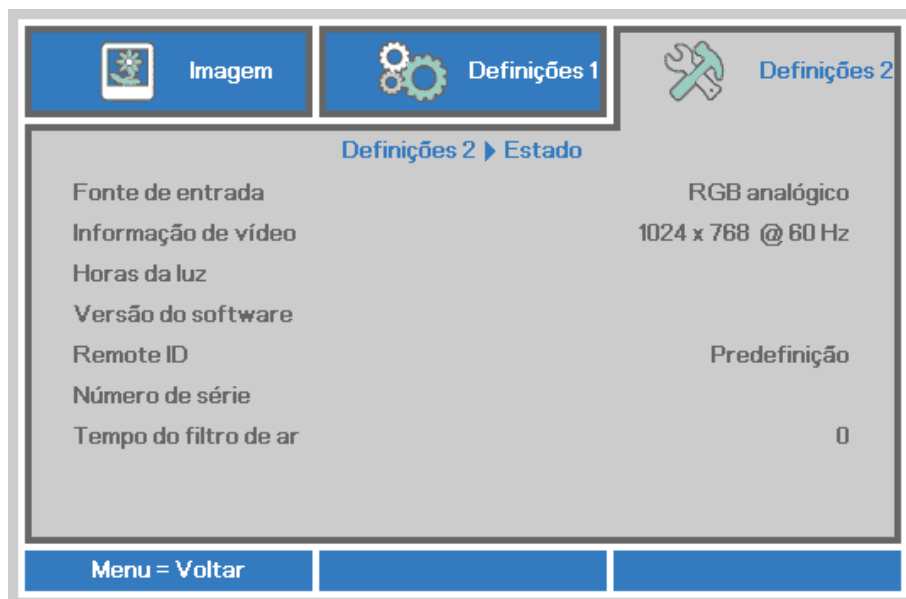 Imagem
Definições 1
Definições 2
Definições 2 ▶ Estado
Fonte de entrada RGB analógico
Informação de vídeo 1024 x 768 @ 60 Hz
Horas da luz
Versão do software
Remote ID Predefinição
Número de série
Tempo do filtro de ar 0
Menu = Voltar